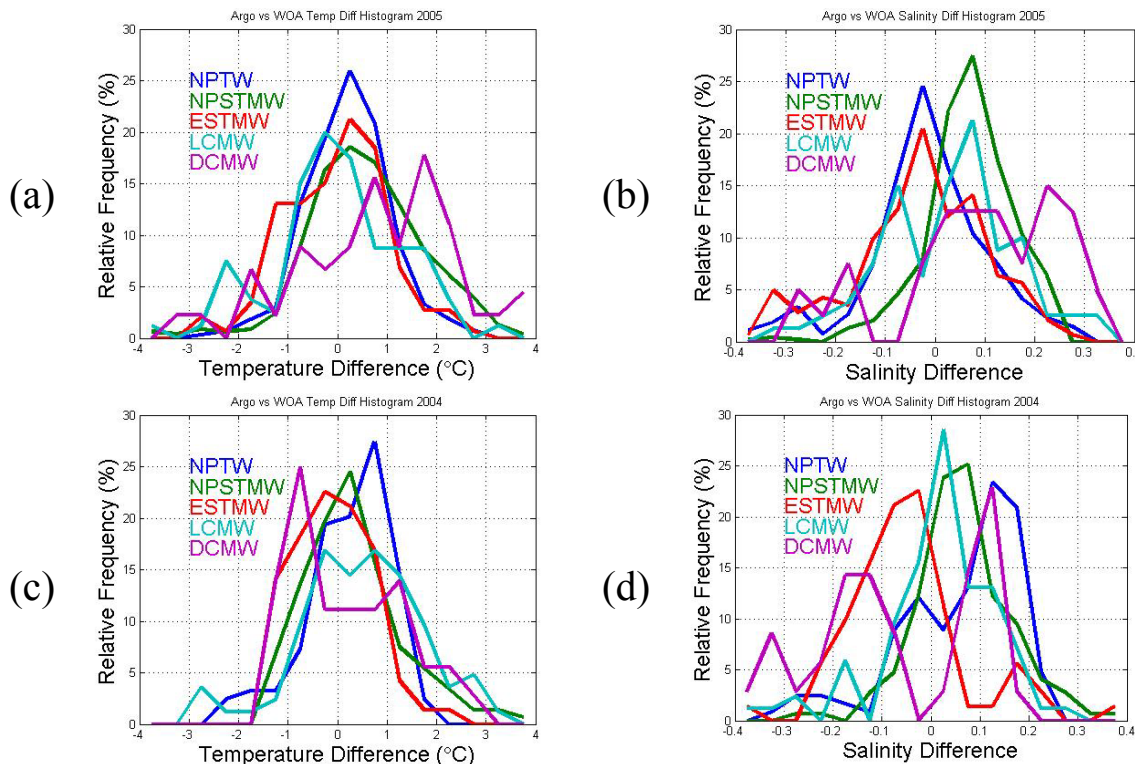 Argo vs WOA Temp Diff Histogram 2005
(a)
Relative Frequency (%)
30
25
20
15
10
5
0
NPTW
NPSTMW
ESTMW
LCMW
DCMW
-4 -3 -2 -1 0 1 2 3 4
Temperature Difference (°C)
Argo vs WOA Salinity Diff Histogram 2005
(b)
Relative Frequency (%)
30
25
20
15
10
5
0
NPTW
NPSTMW
ESTMW
LCMW
DCMW
-0.4 -0.3 -0.2 -0.1 0 0.1 0.2 0.3 0.
Salinity Difference
Argo vs WOA Temp Diff Histogram 2004
(c)
Relative Frequency (%)
30
25
20
15
10
5
0
NPTW
NPSTMW
ESTMW
LCMW
DCMW
-4 -3 -2 -1 0 1 2 3 4
Temperature Difference (°C)
Argo vs WOA Salinity Diff Histogram 2004
(d)
Relative Frequency (%)
30
25
20
15
10
5
0
NPTW
NPSTMW
ESTMW
LCMW
DCMW
-0.4 -0.3 -0.2 -0.1 0 0.1 0.2 0.3 0.4
Salinity Difference